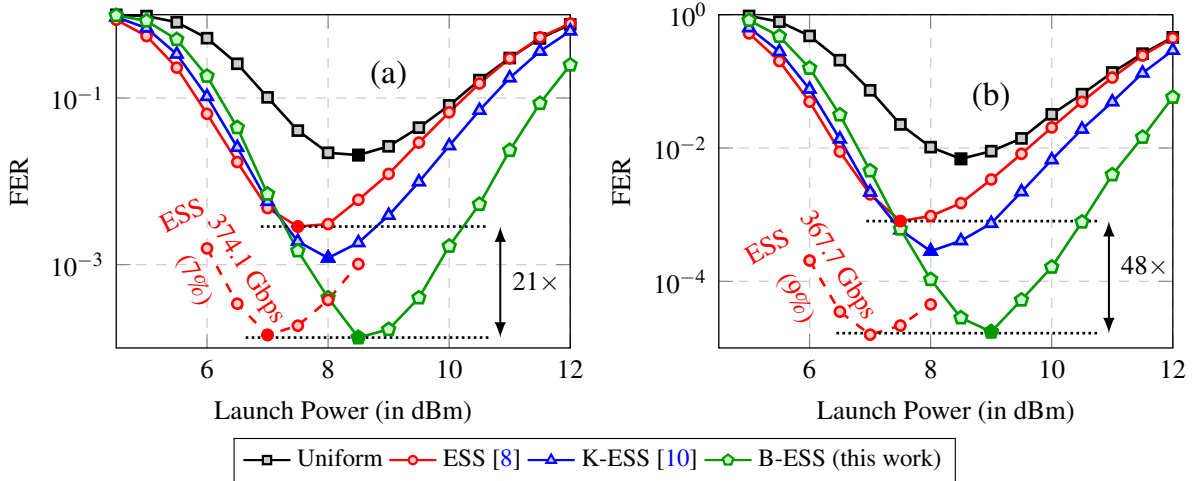 10^−1
10^−3
FER
(a)
ESS 374.1 Gbps
(7%)
21×
6
8
10
12
Launch Power (in dBm)
10^0
10^−2
10^−4
FER
(b)
ESS 367.7 Gbps
(9%)
48×
6
8
10
12
Launch Power (in dBm)
Uniform ESS [8] K-ESS [10] B-ESS (this work)